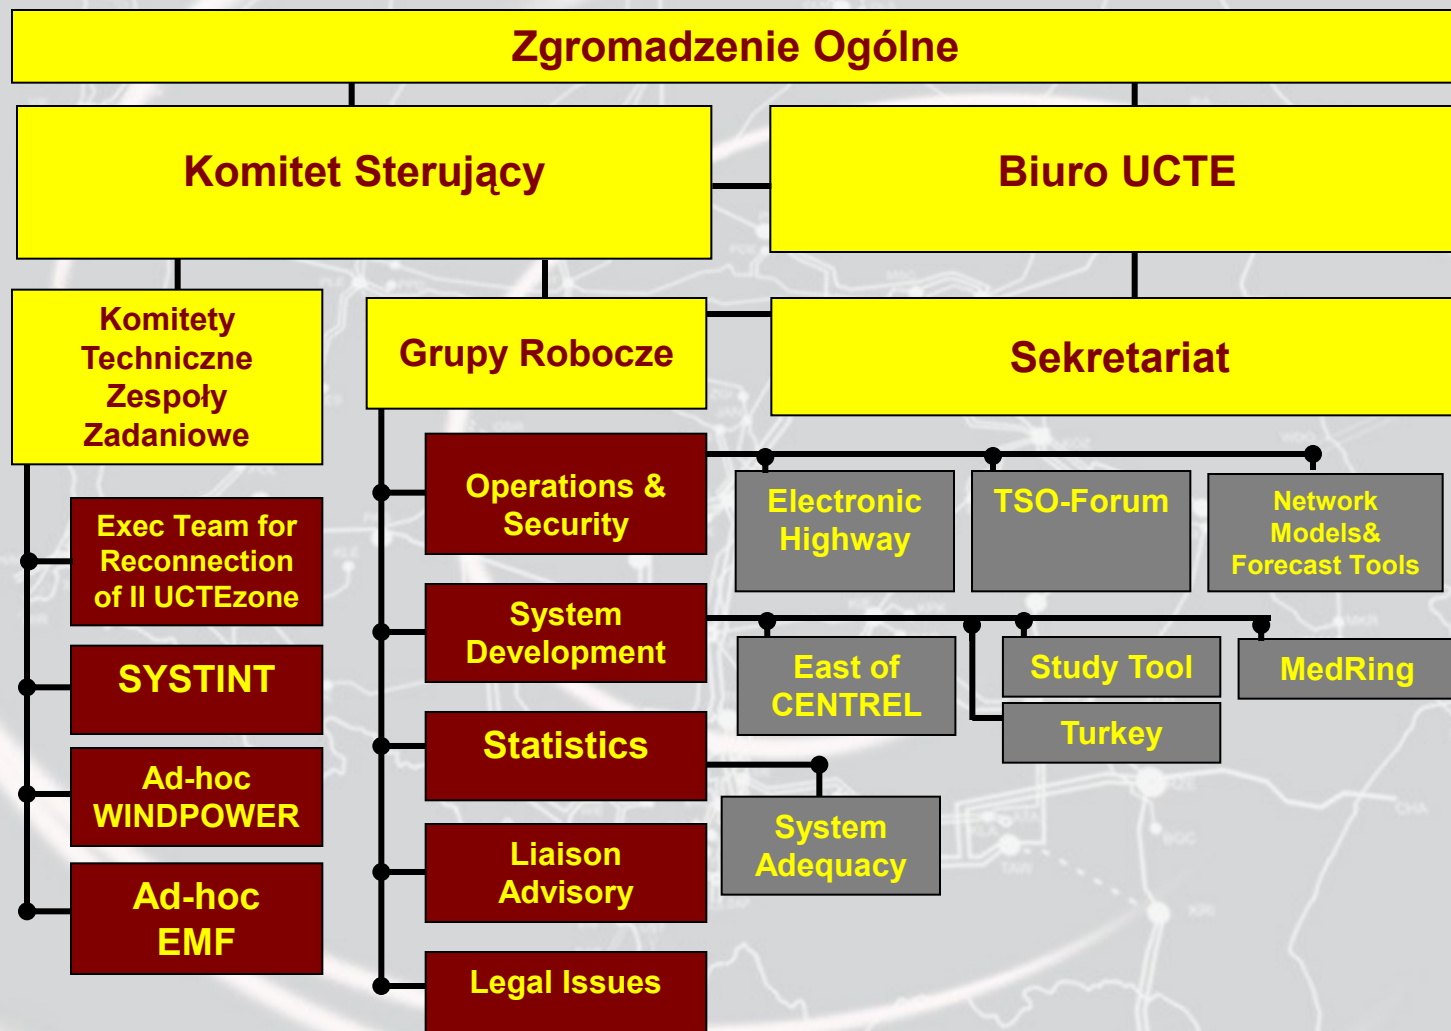 Zgromadzenie Ogólne
Komitet Sterujący
Biuro UCTE
Komitety
Techniczne
Zespoły
Zadaniowe
Grupy Robocze
Sekretariat
Exec Team for
Reconnection
of II UCTEzone
SYSTINT
Ad-hoc
WINDPOWER
Ad-hoc
EMF
Operations &
Security
Electronic
Highway
TSO-Forum
Network
Models&
Forecast Tools
System
Development
East of
CENTREL
Study Tool
Turkey
MedRing
Statistics
System
Adequacy
Liaison
Advisory
Legal Issues